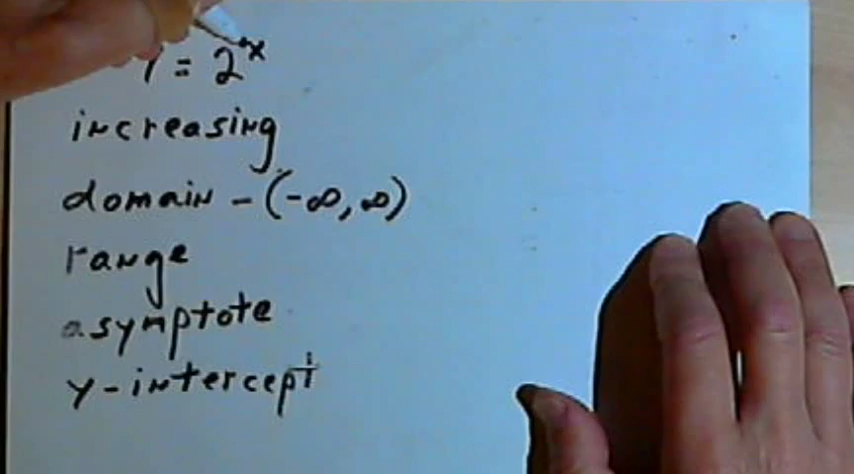 Y = 2^x
increasing
domain - (-∞, ∞)
range
asymptote
y-intercept